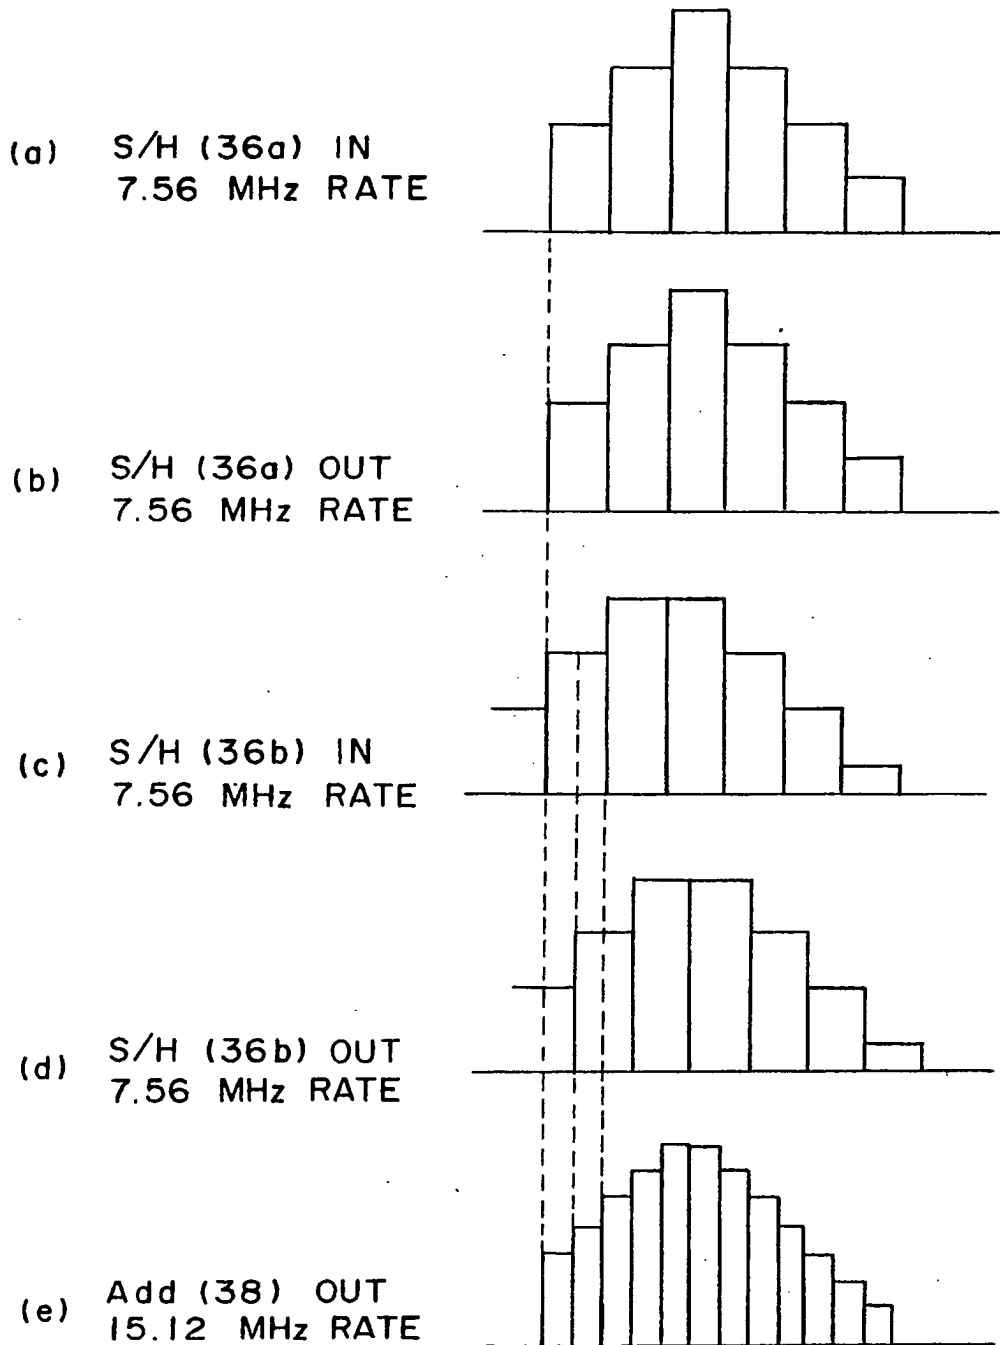 (a) S/H (36a) IN
7.56 MHz RATE
(b) S/H (36a) OUT
7.56 MHz RATE
(c) S/H (36b) IN
7.56 MHz RATE
(d) S/H (36b) OUT
7.56 MHz RATE
(e) Add (38) OUT
15.12 MHz RATE